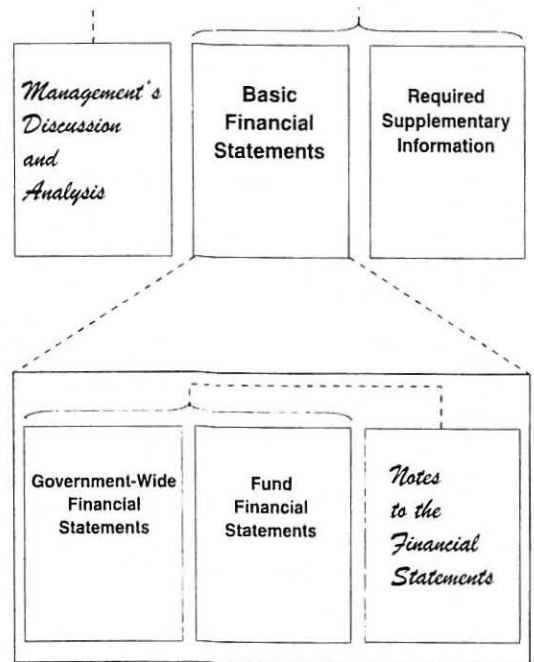 Management's
Discussion
and
Analysis
Basic
Financial
Statements
Required
Supplementary
Information
Government-Wide
Financial
Statements
Fund
Financial
Statements
Notes
to the
Financial
Statements